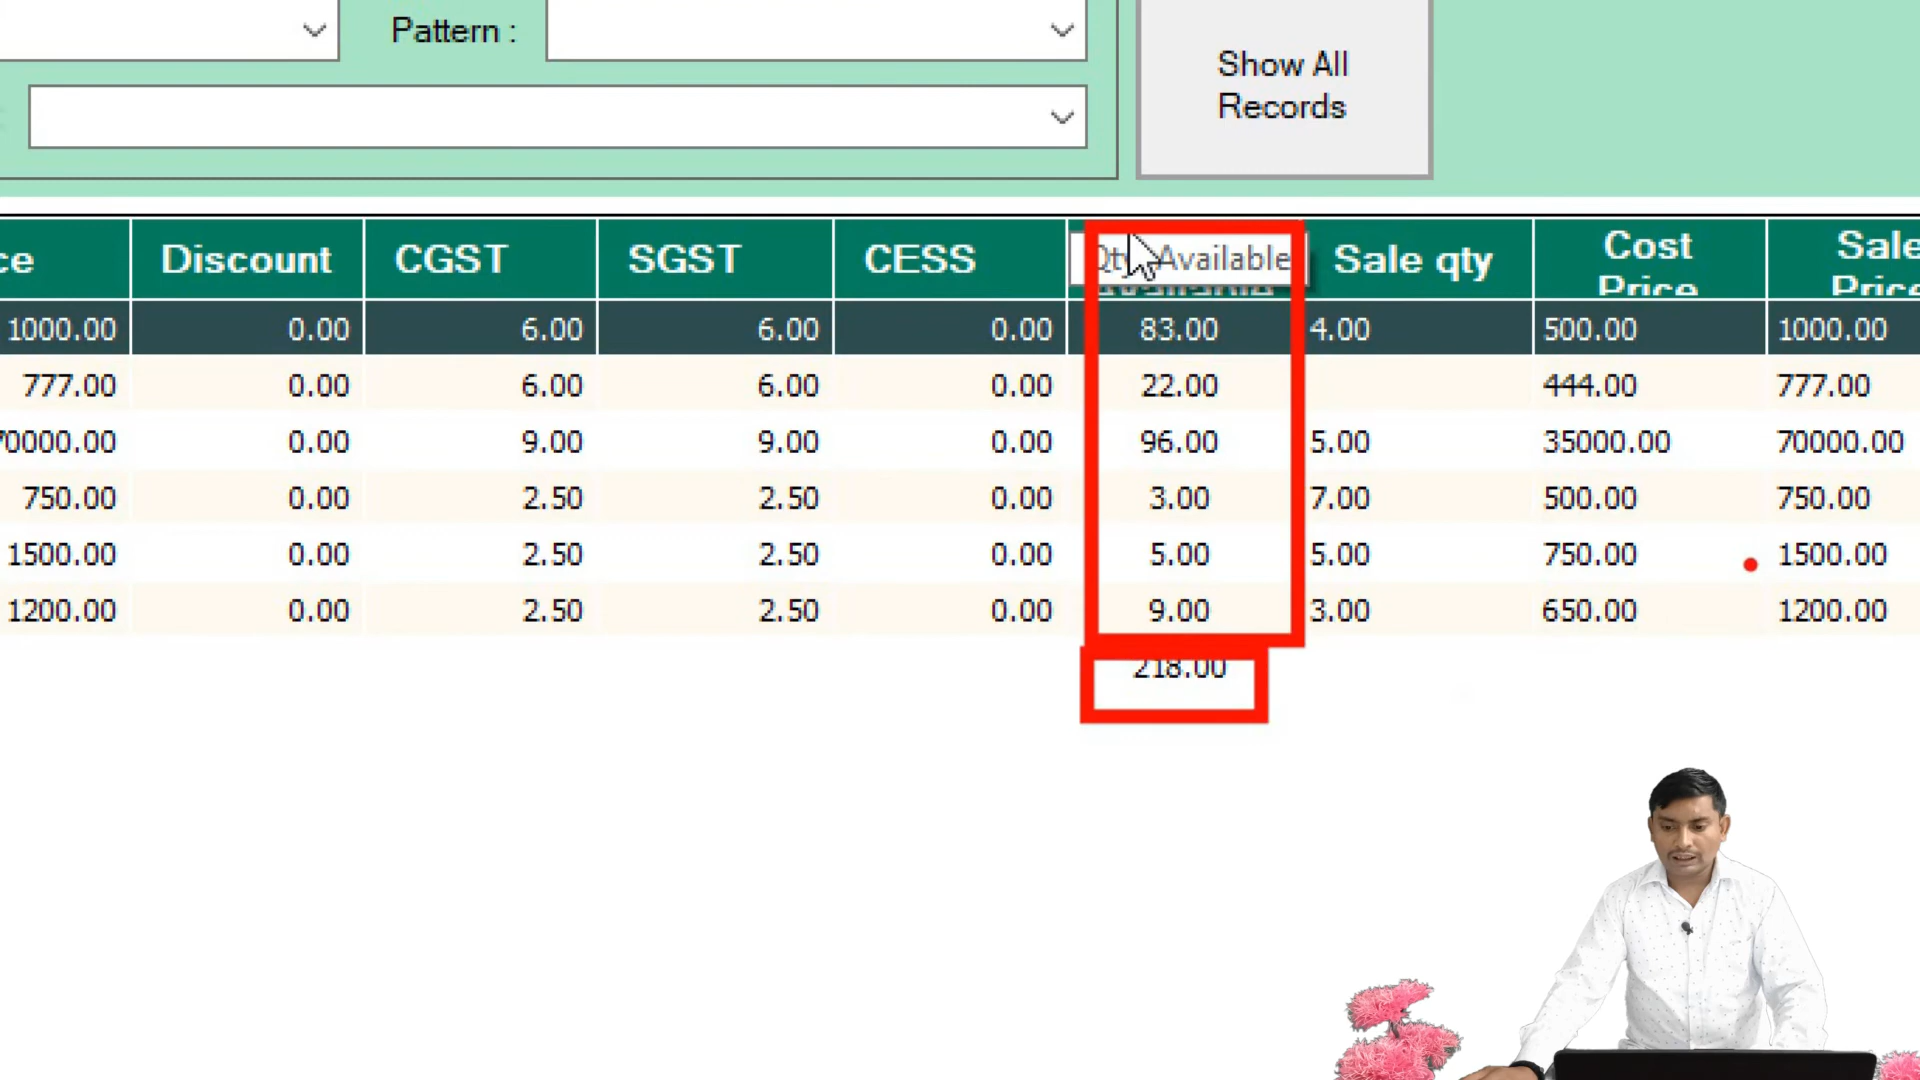 Pattern :
Show All
Records
ce Discount CGST SGST CESS Qty Available Sale qty Cost Price Sale Price
1000.00 0.00 6.00 6.00 0.00 83.00 4.00 500.00 1000.00
777.00 0.00 6.00 6.00 0.00 22.00 444.00 777.00
70000.00 0.00 9.00 9.00 0.00 96.00 5.00 35000.00 70000.00
750.00 0.00 2.50 2.50 0.00 3.00 7.00 500.00 750.00
1500.00 0.00 2.50 2.50 0.00 5.00 5.00 750.00 1500.00
1200.00 0.00 2.50 2.50 0.00 9.00 3.00 650.00 1200.00
218.00